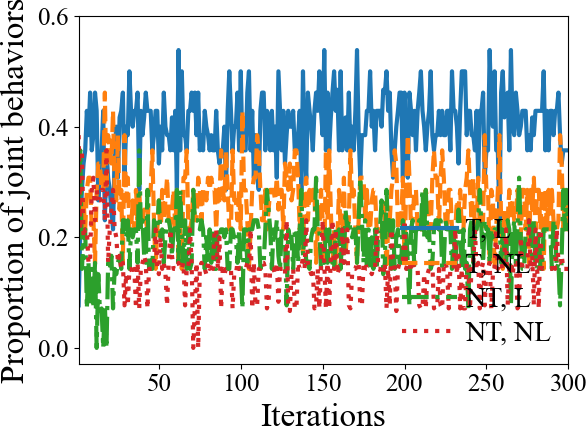 Proportion of joint behaviors
0.6
0.4
0.2
0.0
50
100
150
200
250
300
Iterations
T, L
T, NL
NT, L
NT, NL